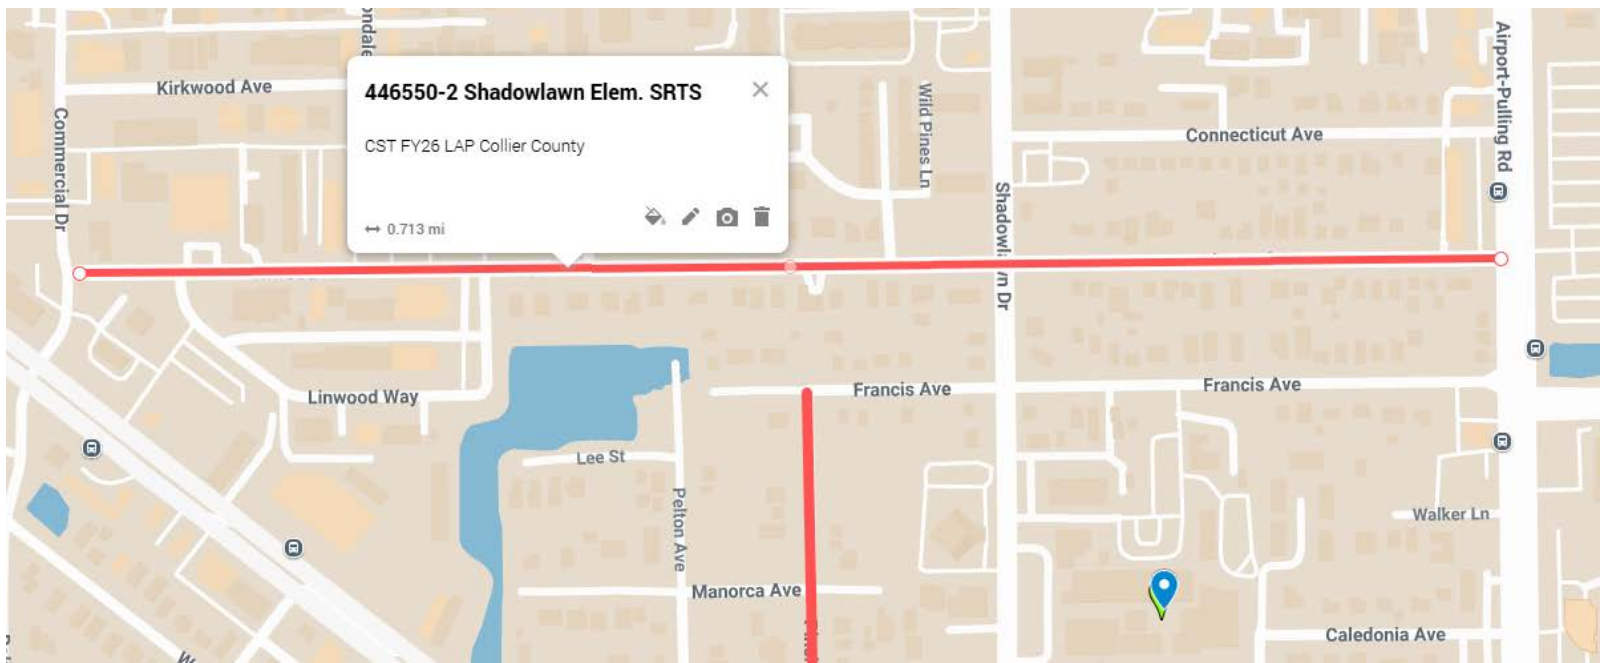 ondale
Kirkwood Ave
446550-2 Shadowlawn Elem. SRTS
CST FY26 LAP Collier County
0.713 mi
Commercial Dr
Wild Pines Ln
Shadowl
n Dr
Connecticut Ave
Airport-Pulling Rd
Linwood Way
Francis Ave
Francis Ave
Lee St
Pelton Ave
Walker Ln
Manorca Ave
Caledonia Ave